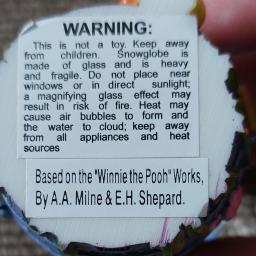 WARNING:
This is not a toy. Keep away
from children. Snowglobe is
made of glass and is heavy
and fragile. Do not place near
windows or in direct sunlight;
a magnifying glass effect may
result in risk of fire. Heat may
cause air bubbles to form and
the water to cloud; keep away
from all appliances and heat
sources
Based on the "Winnie the Pooh" Works,
By A.A. Milne & E.H. Shepard.